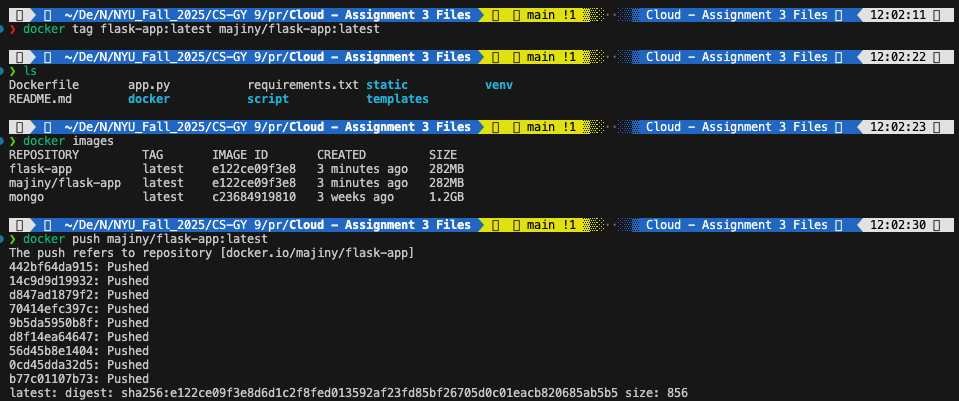 ~/De/N/NYU_Fall_2025/CS-GY 9/pr/Cloud - Assignment 3 Files main !1 Cloud - Assignment 3 Files 12:02:11
❯ docker tag flask-app:latest majiny/flask-app:latest
~/De/N/NYU_Fall_2025/CS-GY 9/pr/Cloud - Assignment 3 Files main !1 Cloud - Assignment 3 Files 12:02:22
❯ ls
Dockerfile app.py requirements.txt static venv
README.md docker script templates
~/De/N/NYU_Fall_2025/CS-GY 9/pr/Cloud - Assignment 3 Files main !1 Cloud - Assignment 3 Files 12:02:23
❯ docker images
REPOSITORY TAG IMAGE ID CREATED SIZE
flask-app latest e122ce09f3e8 3 minutes ago 282MB
majiny/flask-app latest e122ce09f3e8 3 minutes ago 282MB
mongo latest c23684919810 3 weeks ago 1.2GB
~/De/N/NYU_Fall_2025/CS-GY 9/pr/Cloud - Assignment 3 Files main !1 Cloud - Assignment 3 Files 12:02:30
❯ docker push majiny/flask-app:latest
The push refers to repository [docker.io/majiny/flask-app]
442bf64da915: Pushed
14c9d9d19932: Pushed
d847ad1879f2: Pushed
70414efc397c: Pushed
9b5da5950b8f: Pushed
d8f14ea64647: Pushed
56d45b8e1404: Pushed
0cd45dda32d5: Pushed
b77c01107b73: Pushed
latest: digest: sha256:e122ce09f3e8d6d1c2f8fed013592af23fd85bf26705d0c01eacb820685ab5b5 size: 856